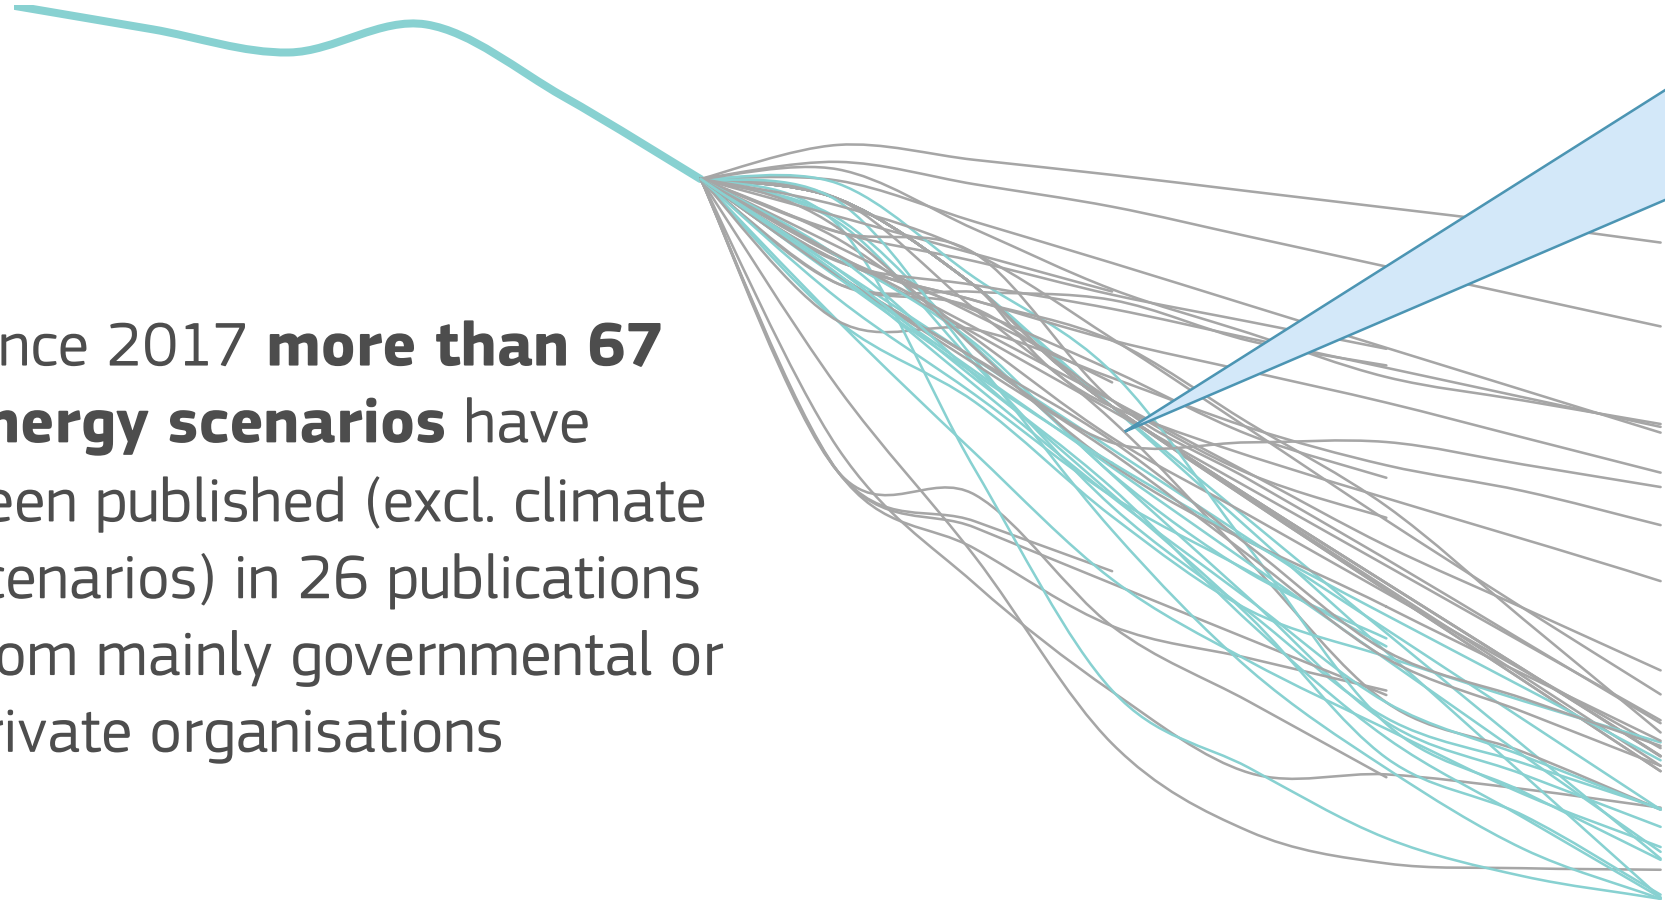 nce 2017 more than 67
nergy scenarios have
een published (excl. climate
cenarios) in 26 publications
om mainly governmental or
rivate organisations